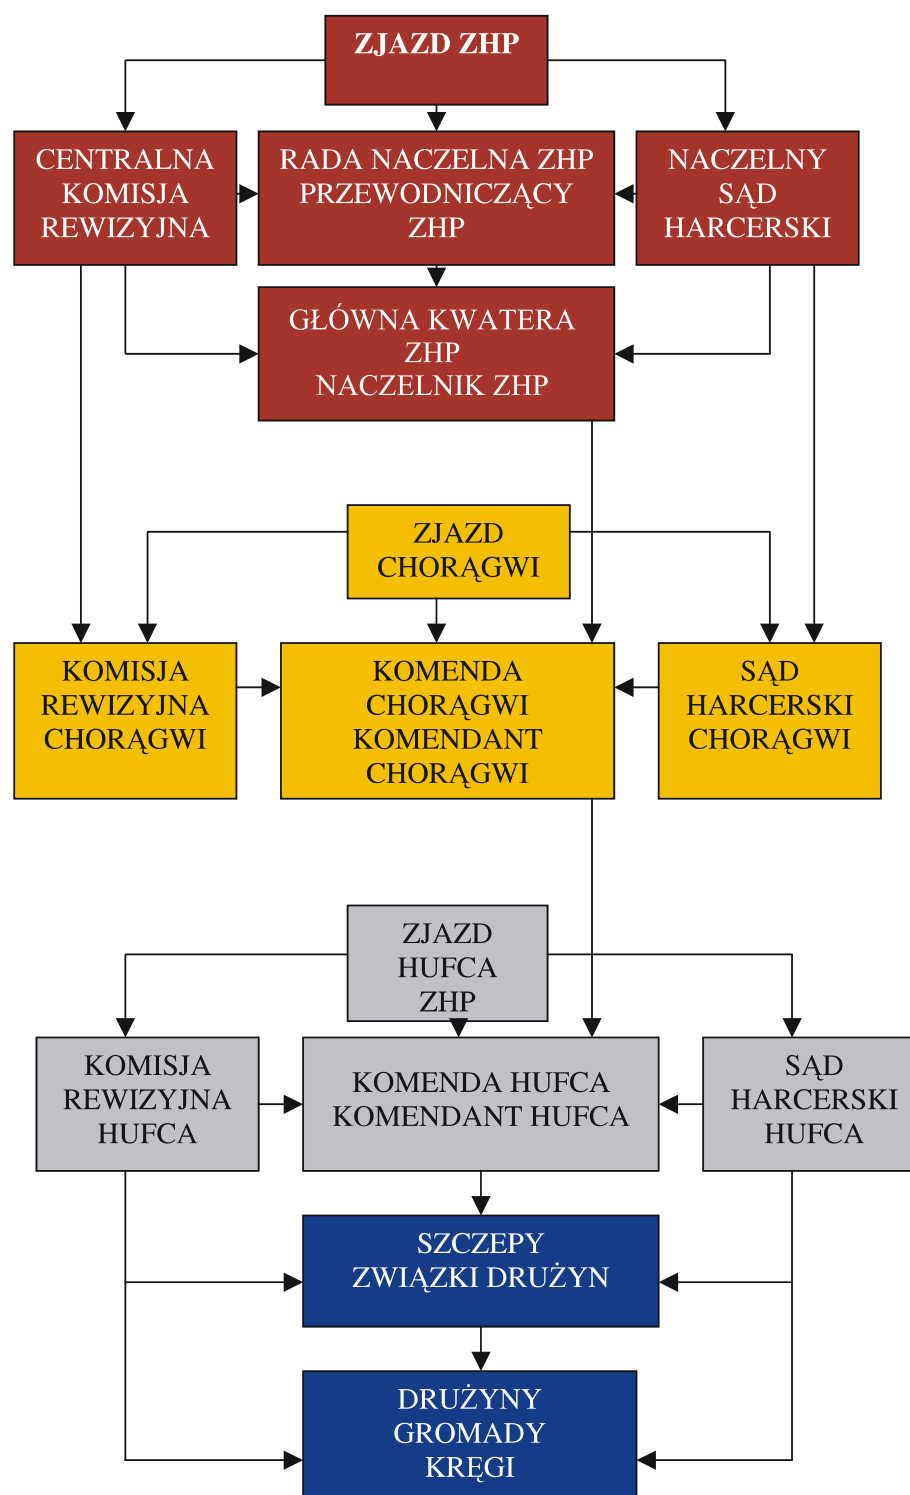 ZJAZD ZHP
CENTRALNA
KOMISJA
REWIZYJNA
RADA NACZELNA ZHP
PRZEWODNICZĄCY
ZHP
NACZELNY
SĄD
HARCERSKI
GŁÓWNA KWATERA
ZHP
NACZELNIK ZHP
ZJAZD
CHORĄGWI
KOMISJA
REWIZYJNA
CHORĄGWI
KOMENDA
CHORĄGWI
KOMENDANT
CHORĄGWI
SĄD
HARCERSKI
CHORĄGWI
ZJAZD
HUFCA
ZHP
KOMISJA
REWIZYJNA
HUFCA
KOMENDA HUFCA
KOMENDANT HUFCA
SĄD
HARCERSKI
HUFCA
SZCZEPY
ZWIĄZKI DRUŻYN
DRUŻYNY
GROMADY
KRĘGI